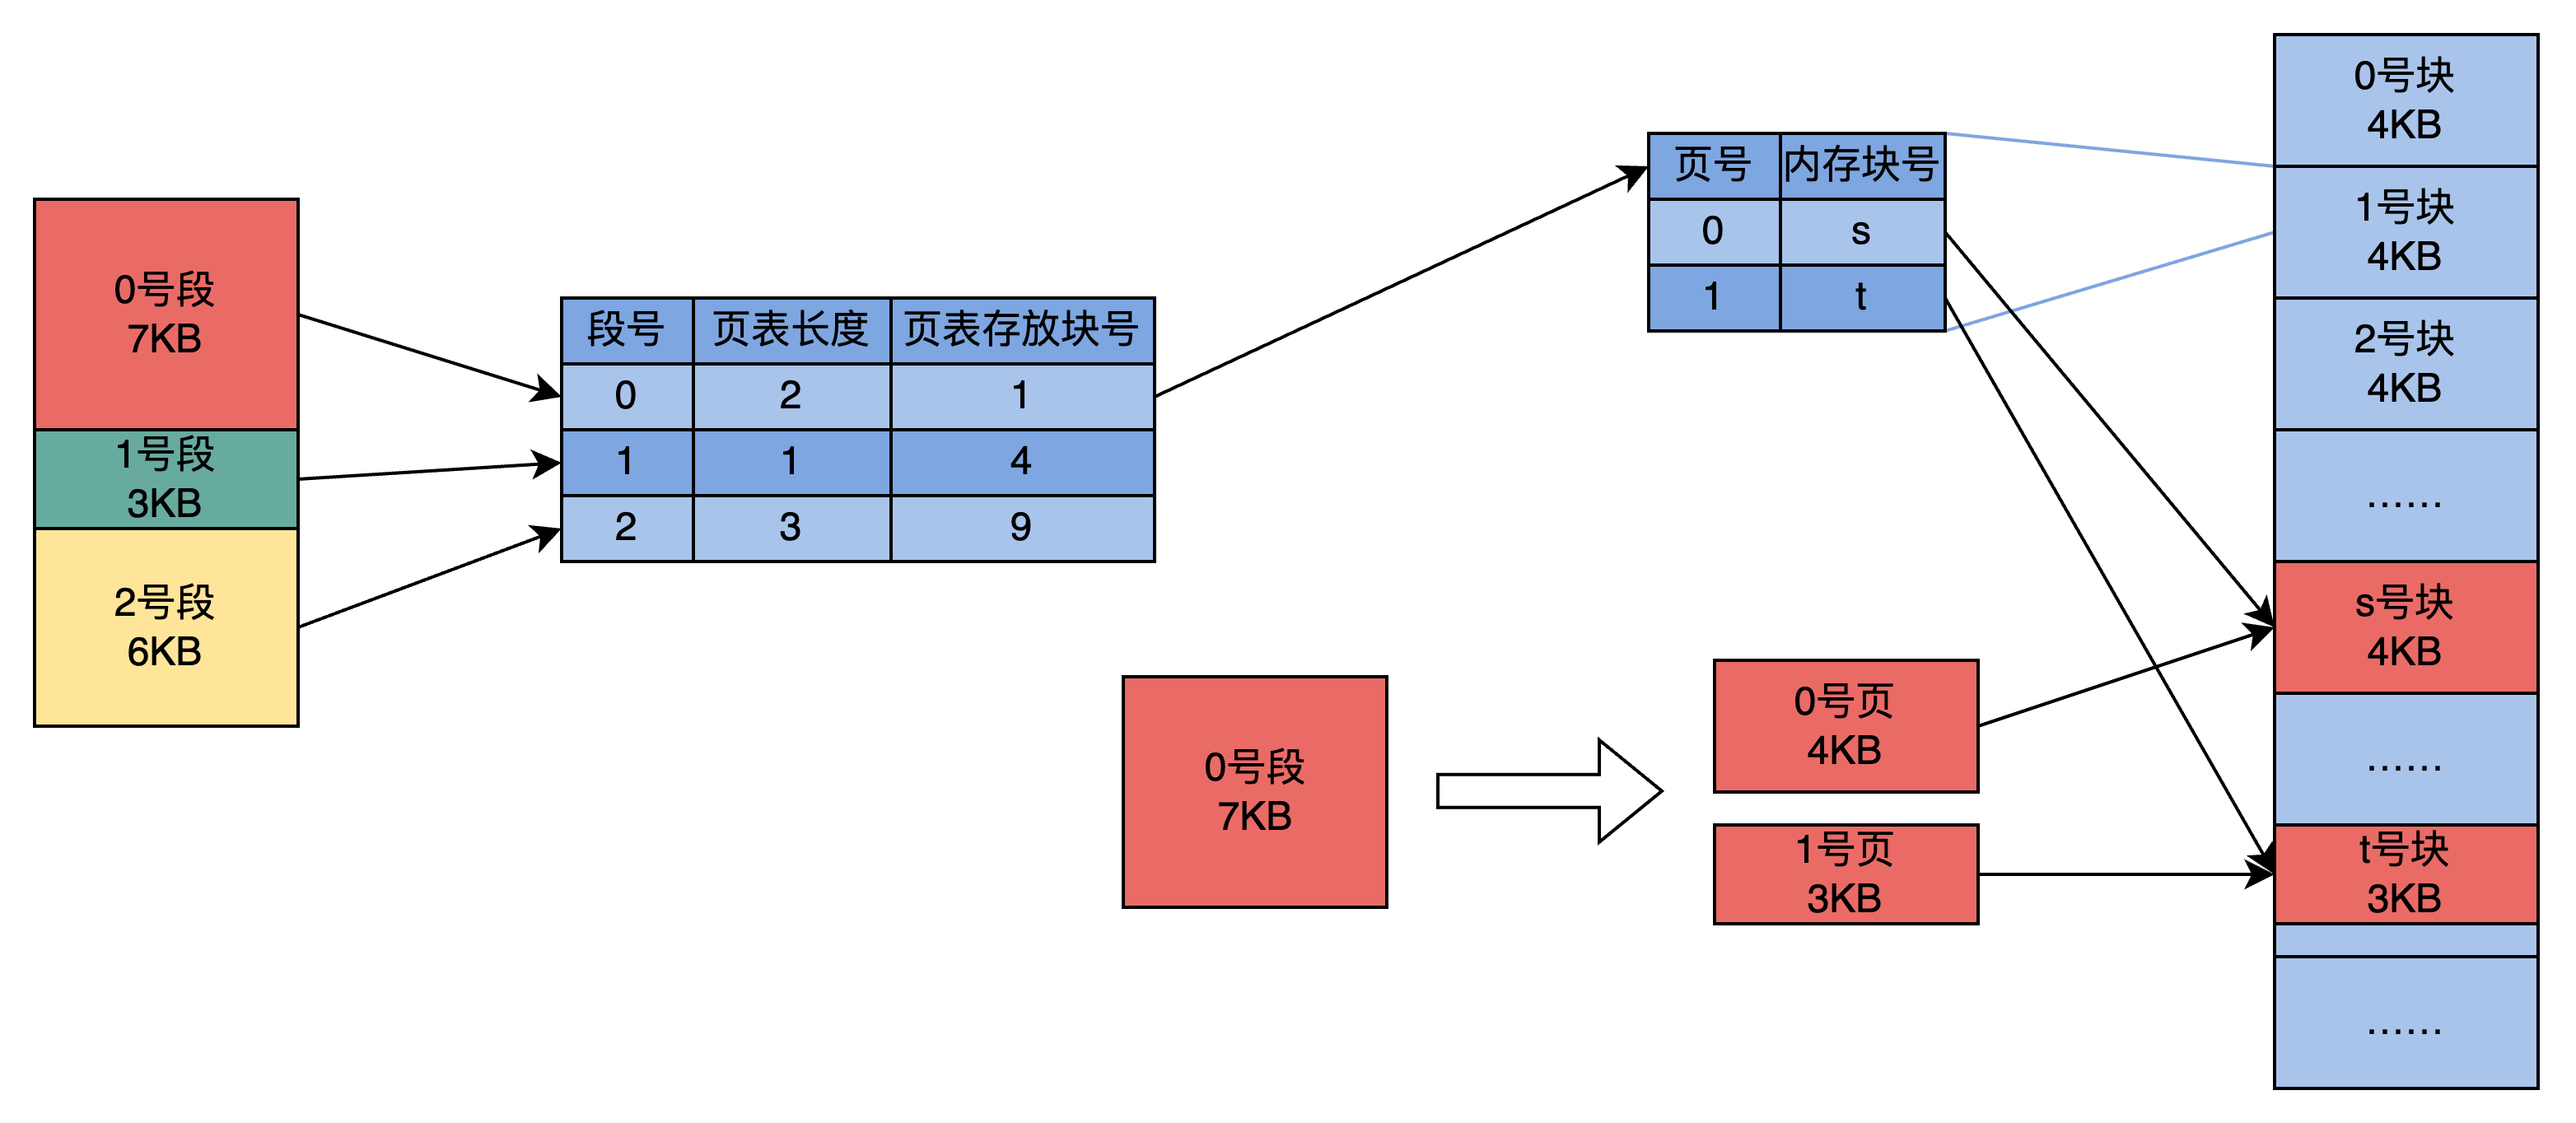 0号段
7KB
1号段
3KB
2号段
6KB
段号 页表长度 页表存放块号
0 2 1
1 1 4
2 3 9
页号 内存块号
0 s
1 t
0号段
7KB
0号页
4KB
1号页
3KB
0号块
4KB
1号块
4KB
2号块
4KB
......
s号块
4KB
......
t号块
3KB
......